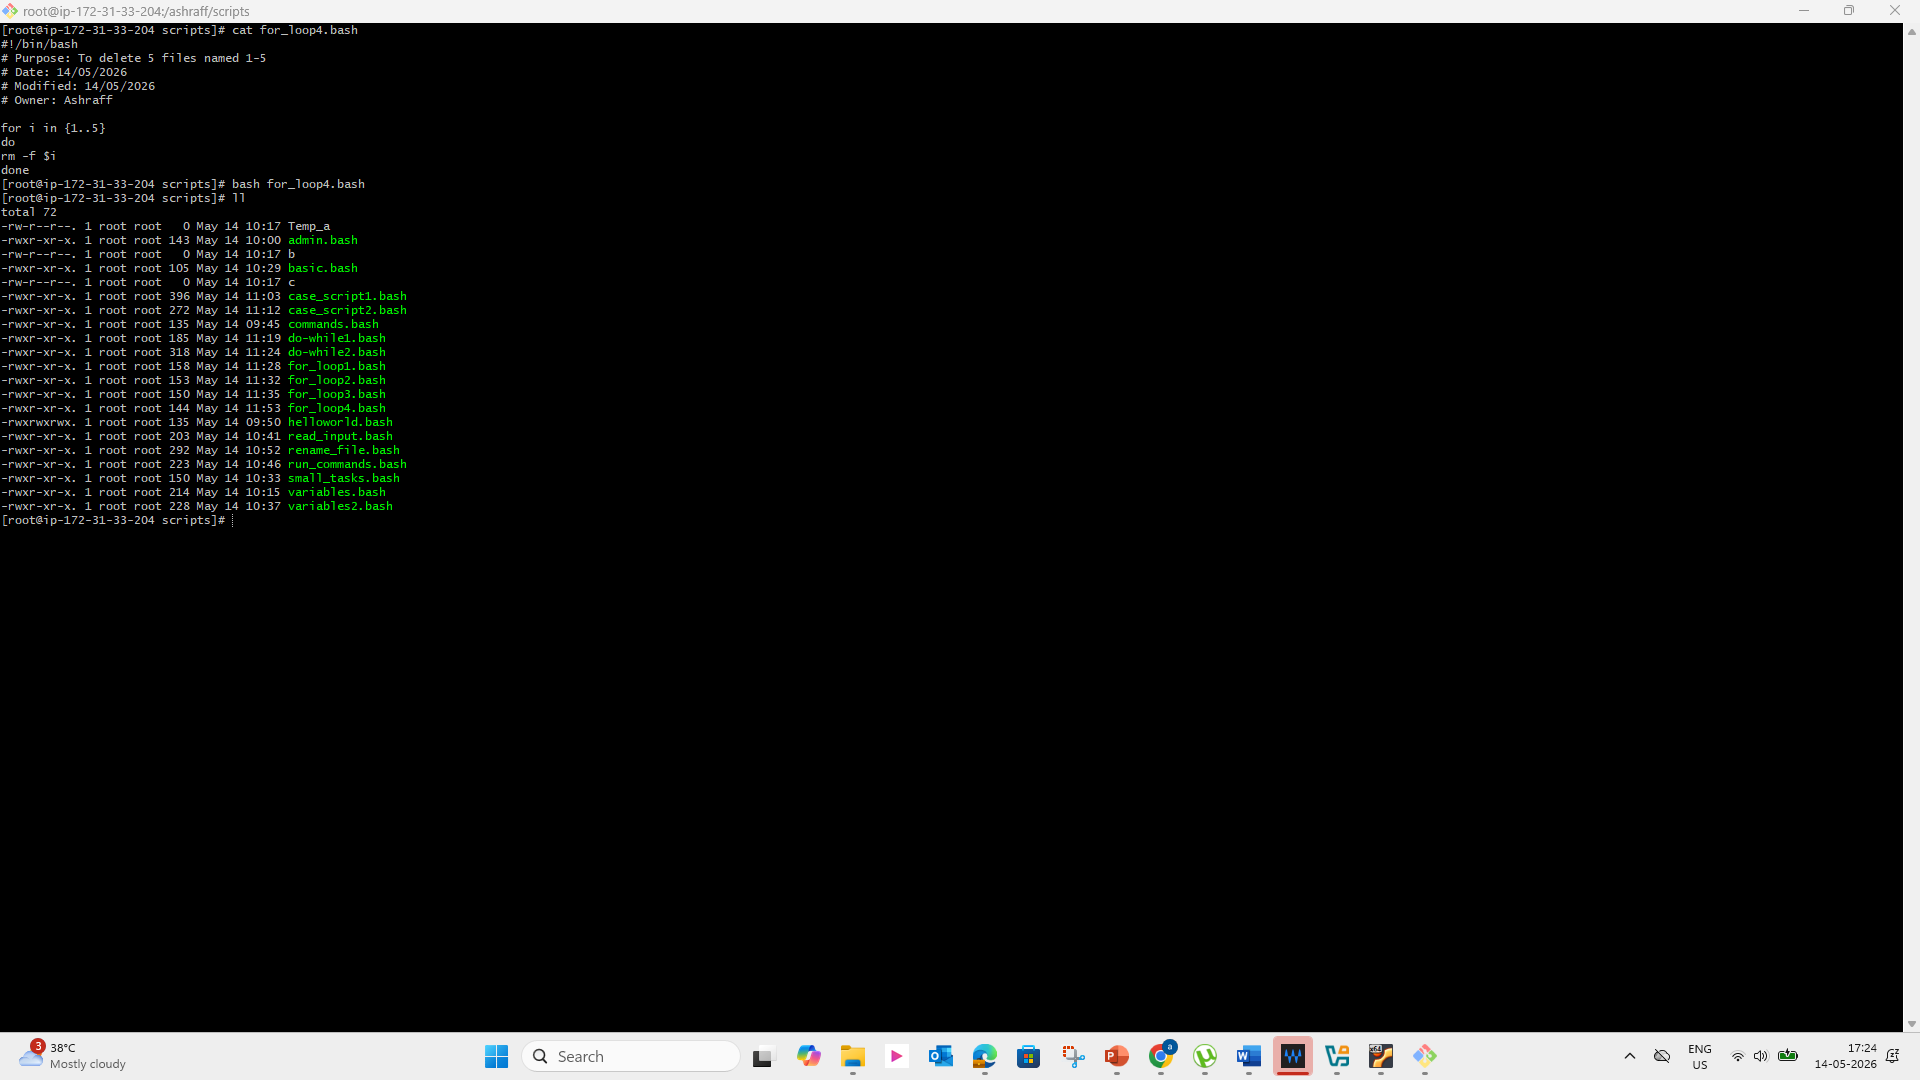 root@ip-172-31-33-204:/ashraff/scripts
[root@ip-172-31-33-204 scripts]# cat for_loop4.bash
#!/bin/bash
# Purpose: To delete 5 files named 1-5
# Date: 14/05/2026
# Modified: 14/05/2026
# Owner: Ashraff
for i in {1..5}
do
rm -f $i
done
[root@ip-172-31-33-204 scripts]# bash for_loop4.bash
[root@ip-172-31-33-204 scripts]# ll
total 72
-rw-r--r--. 1 root root   0 May 14 10:17 Temp_a
-rwxr-xr-x. 1 root root 143 May 14 10:00 admin.bash
-rw-r--r--. 1 root root   0 May 14 10:17 b
-rwxr-xr-x. 1 root root 105 May 14 10:29 basic.bash
-rw-r--r--. 1 root root   0 May 14 10:17 c
-rwxr-xr-x. 1 root root 396 May 14 11:03 case_script1.bash
-rwxr-xr-x. 1 root root 272 May 14 11:12 case_script2.bash
-rwxr-xr-x. 1 root root 135 May 14 09:45 commands.bash
-rwxr-xr-x. 1 root root 185 May 14 11:19 do-while1.bash
-rwxr-xr-x. 1 root root 318 May 14 11:24 do-while2.bash
-rwxr-xr-x. 1 root root 158 May 14 11:28 for_loop1.bash
-rwxr-xr-x. 1 root root 153 May 14 11:32 for_loop2.bash
-rwxr-xr-x. 1 root root 150 May 14 11:35 for_loop3.bash
-rwxr-xr-x. 1 root root 144 May 14 11:53 for_loop4.bash
-rwxrwxrwx. 1 root root 135 May 14 09:50 helloworld.bash
-rwxr-xr-x. 1 root root 203 May 14 10:41 read_input.bash
-rwxr-xr-x. 1 root root 292 May 14 10:52 rename_file.bash
-rwxr-xr-x. 1 root root 223 May 14 10:46 run_commands.bash
-rwxr-xr-x. 1 root root 150 May 14 10:33 small_tasks.bash
-rwxr-xr-x. 1 root root 214 May 14 10:15 variables.bash
-rwxr-xr-x. 1 root root 228 May 14 10:37 variables2.bash
[root@ip-172-31-33-204 scripts]#
3
38°C
Mostly cloudy
Search
a
ENG
US
17:24
14-05-2026